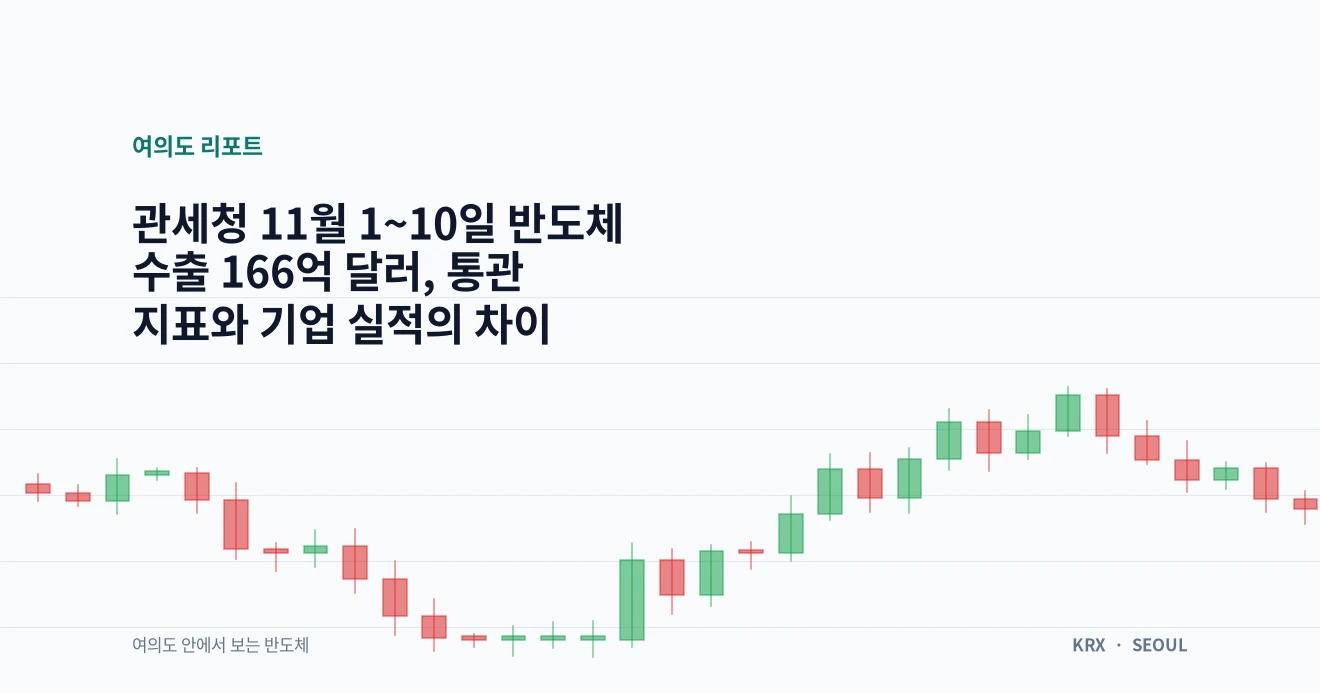 여의도 리포트
관세청 11월 1~10일 반도체
수출 166억 달러, 통관
지표와 기업 실적의 차이
여의도 안에서 보는 반도체
KRX · SEOUL